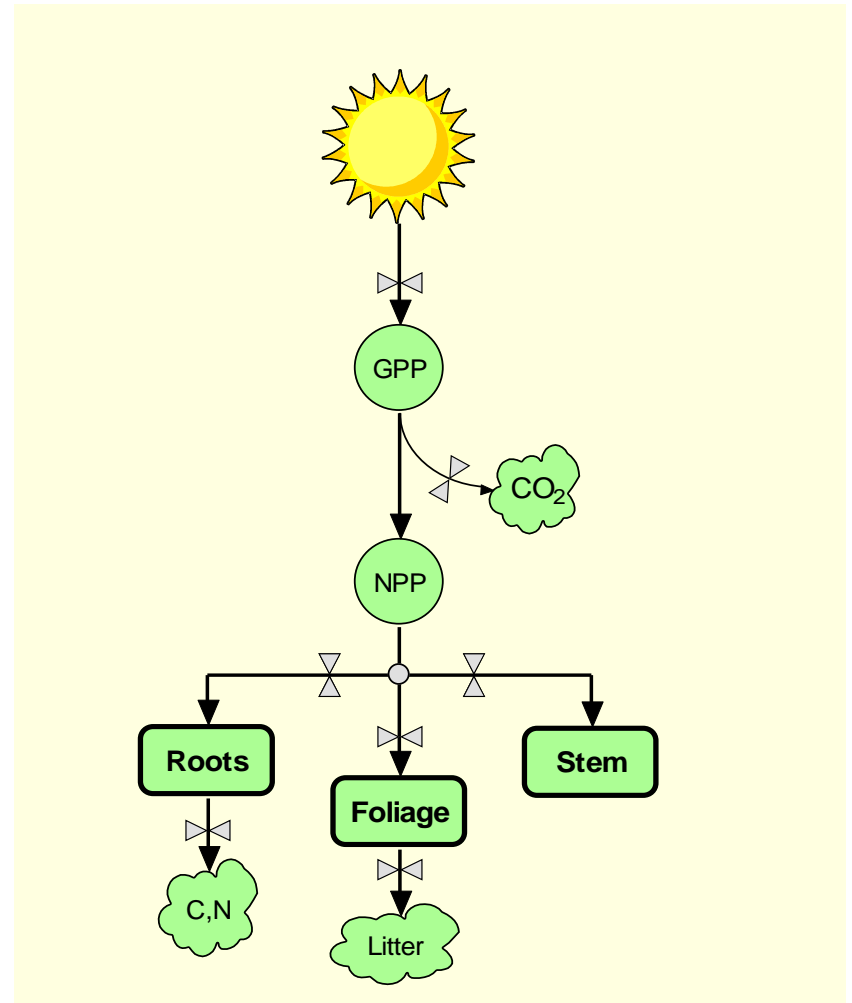 GPP
CO2
NPP
Roots
Stem
Foliage
C,N
Litter